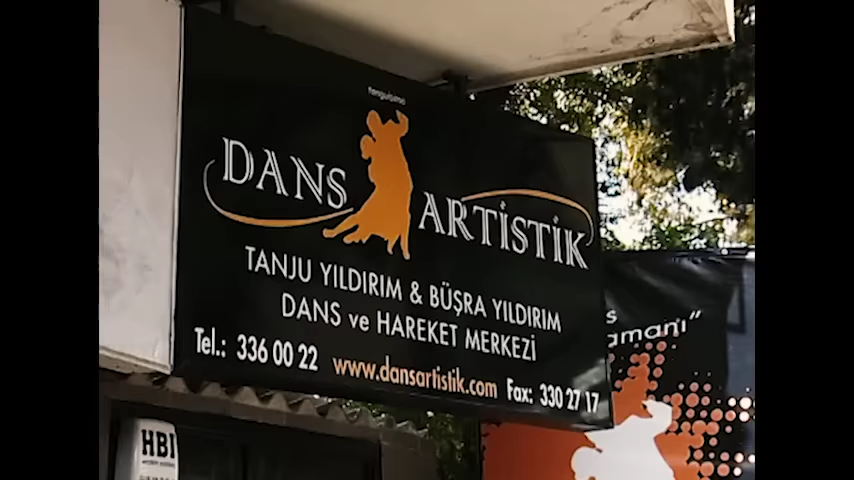 DANS ARTİSTİK
TANJU YILDIRIM & BÜŞRA YILDIRIM
DANS ve HAREKET MERKEZİ
Tel.: 336 00 22 www.dansartistik.com Fax: 330 27 17
s
amanı"
HBI